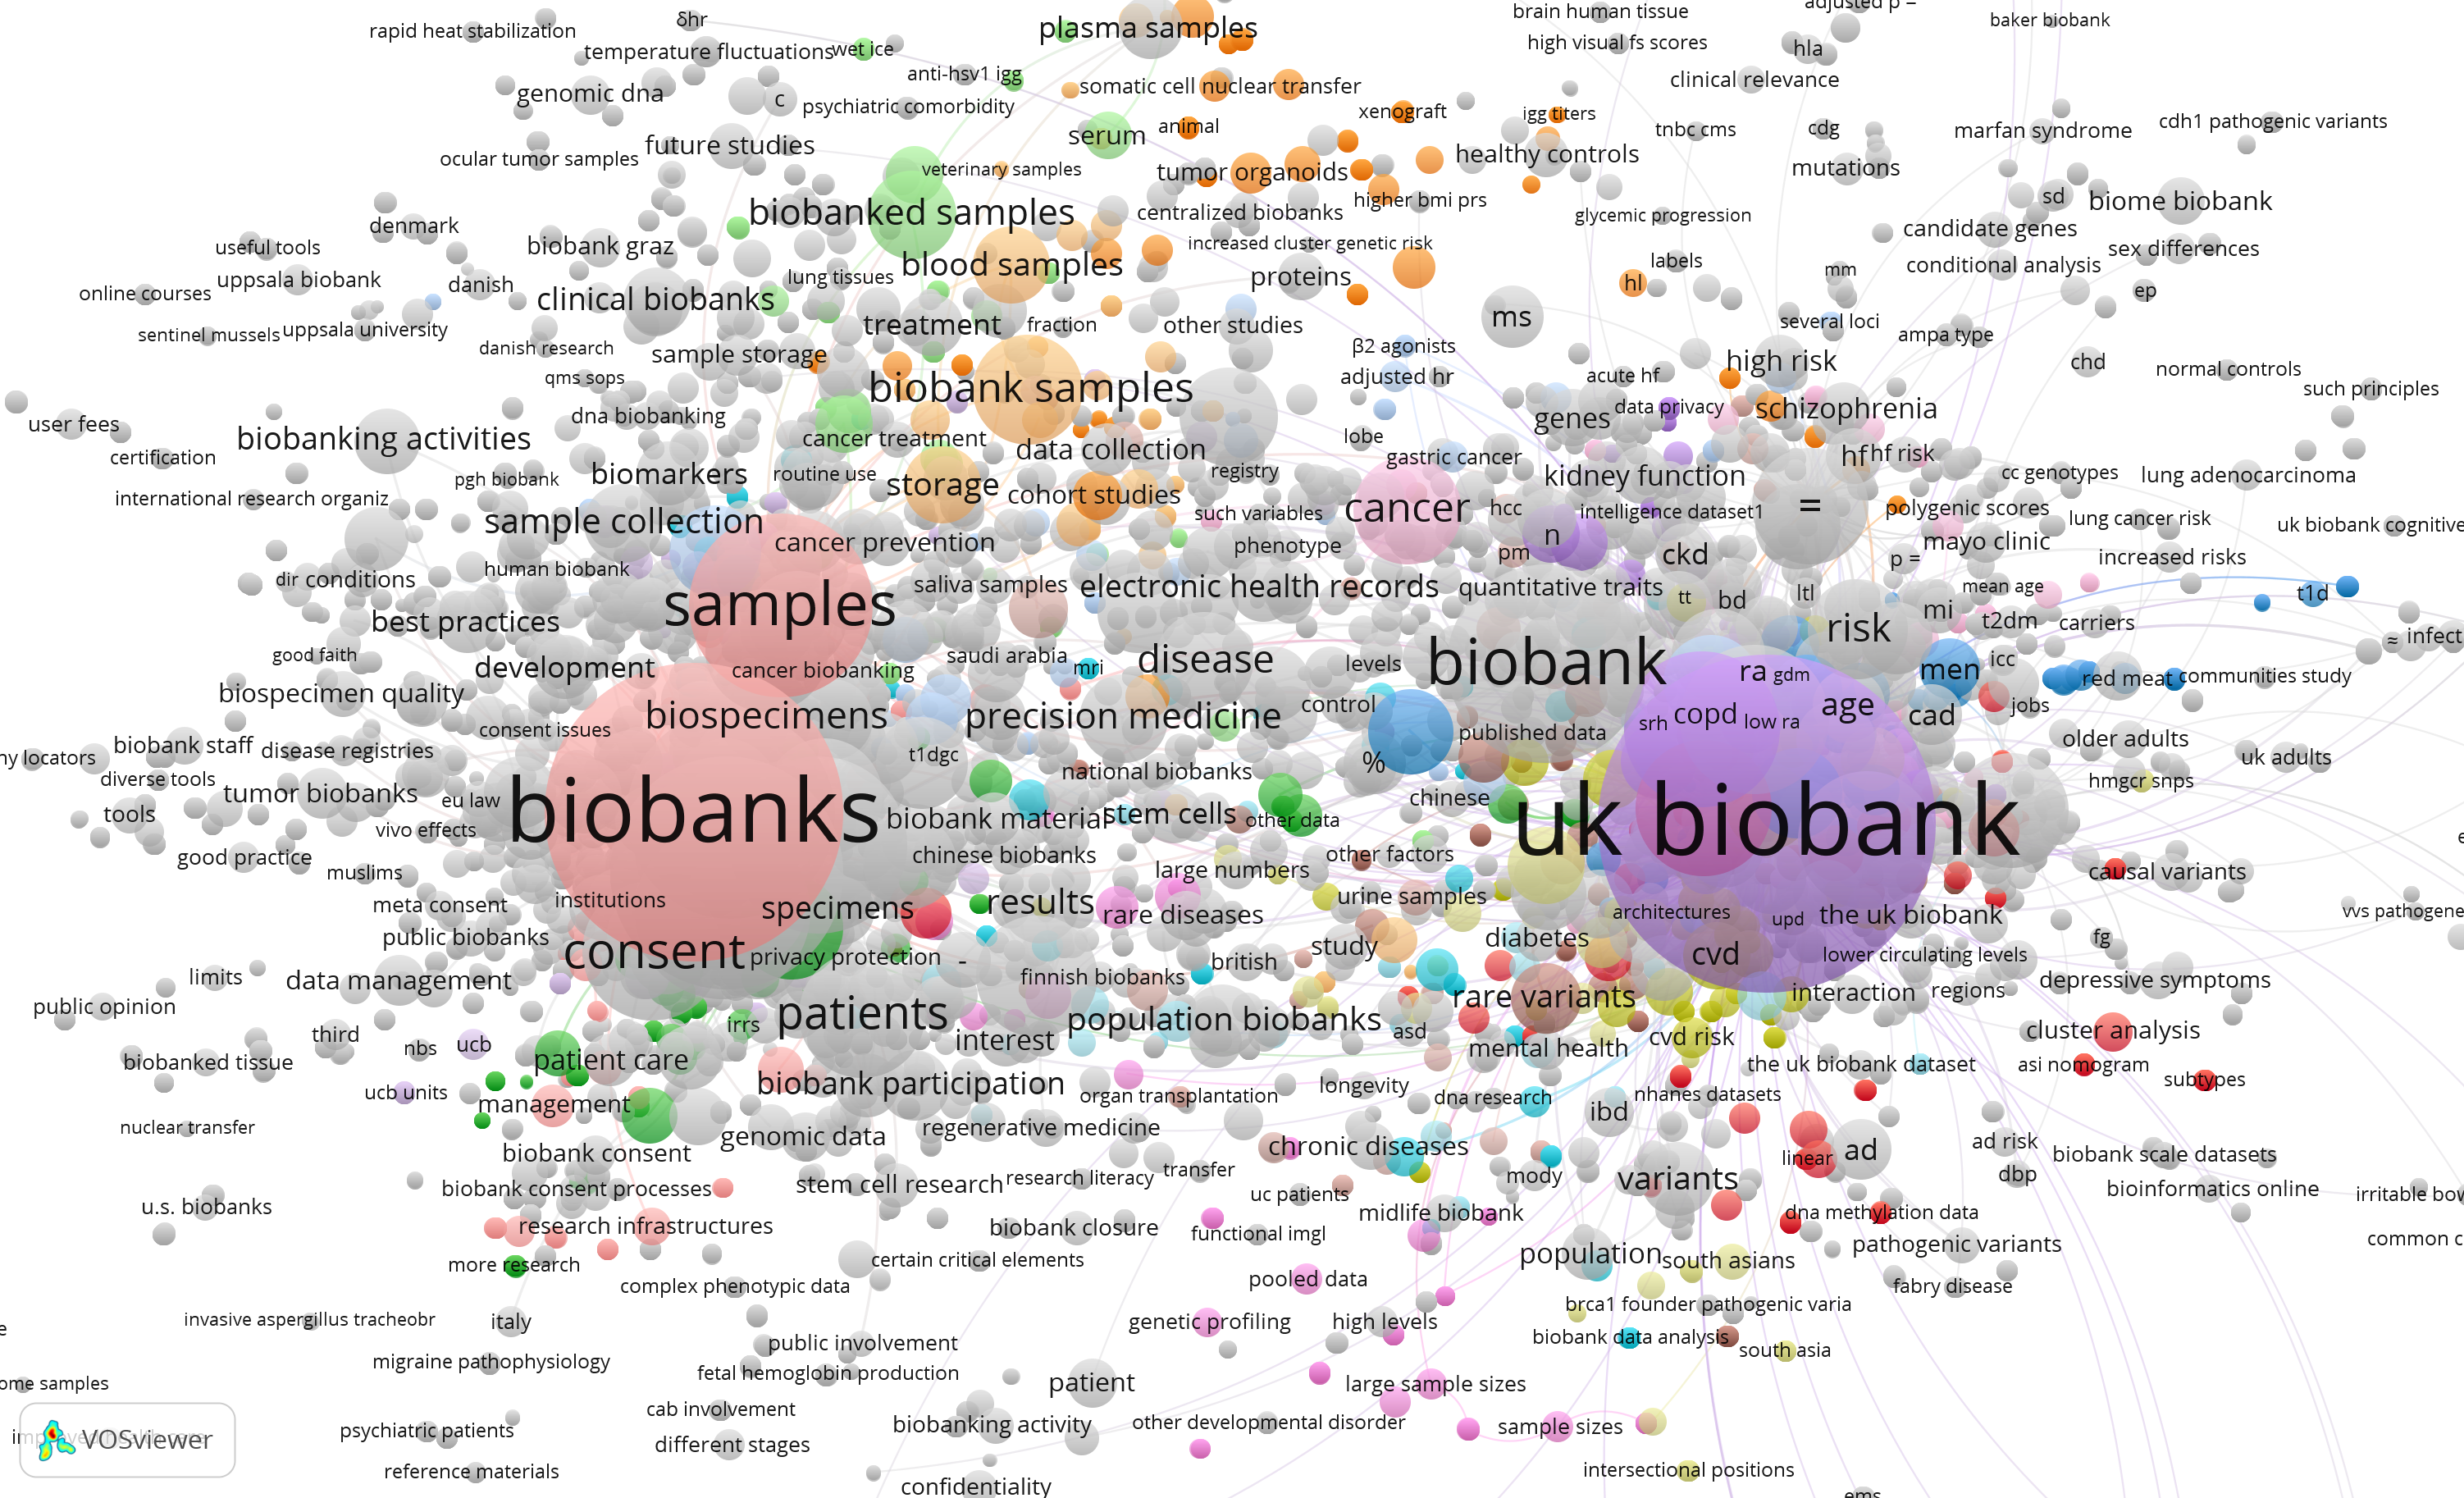 brain human tissue
adjusted p =
baker biobank
δhr
rapid heat stabilization
plasma samples
temperature fluctuations
wet ice
high visual fs scores
hla
anti-hsv1 igg
clinical relevance
genomic dna
c
psychiatric comorbidity
somatic cell nuclear transfer
xenograft
igg titers
serum
animal
tnbc cms
cdg
marfan syndrome
cdh1 pathogenic variants
ocular tumor samples
future studies
veterinary samples
tumor organoids
healthy controls
mutations
denmark
biobanked samples
centralized biobanks
higher bmi prs
glycemic progression
sd
biome biobank
candidate genes
useful tools
biobank graz
increased cluster genetic risk
sex differences
uppsala biobank
danish
lung tissues
blood samples
proteins
labels
mm
conditional analysis
online courses
clinical biobanks
hl
ep
sentinel mussels
uppsala university
treatment
fraction
other studies
ms
several loci
ampa type
danish research
sample storage
β2 agonists
high risk
chd
normal controls
qms sops
biobank samples
adjusted hr
acute hf
such principles
user fees
dna biobanking
genes
data privacy
schizophrenia
biobanking activities
cancer treatment
data collection
lobe
certification
pgh biobank
biomarkers
routine use
registry
gastric cancer
kidney function
hf
hf risk
cc genotypes
lung adenocarcinoma
international research organiz
storage
cohort studies
such variables
cancer
hcc
intelligence dataset1
=
polygenic scores
lung cancer risk
uk biobank cognitive
sample collection
cancer prevention
phenotype
pm
n
ckd
p =
mayo clinic
increased risks
dir
conditions
human biobank
samples
saliva samples
electronic health records
quantitative traits
tt
bd
ltl
mean age
t1d
best practices
risk
mi
t2dm
carriers
≈
infect
good faith
development
cancer biobanking
saudi arabia
mri
disease
levels
biobank
ra
gdm
men
icc
red meat
communities study
biospecimen quality
consent issues
biospecimens
precision medicine
control
srh
copd
low ra
age
cad
jobs
biobank staff
disease registries
t1dgc
published data
older adults
ny locators
diverse tools
national biobanks
%
uk adults
tumor biobanks
eu law
biobanks
chinese
uk biobank
hmgcr snps
tools
vivo effects
biobank material
stem cells
other data
good practice
chinese biobanks
other factors
muslims
large numbers
causal variants
meta consent
institutions
specimens
results
rare diseases
urine samples
architectures
upd
the uk biobank
vvs pathogene
public biobanks
consent
privacy protection
-
study
diabetes
cvd
lower circulating levels
fg
limits
data management
finnish biobanks
british
depressive symptoms
public opinion
patients
population biobanks
rare variants
interaction
regions
third
irrs
interest
asd
cvd risk
cluster analysis
nbs
ucb
biobanked tissue
patient care
mental health
the uk biobank dataset
asi nomogram
subtypes
ucb units
management
biobank participation
organ transplantation
longevity
dna research
nhanes datasets
nuclear transfer
genomic data
regenerative medicine
ibd
biobank consent
chronic diseases
linear
ad
ad risk
biobank scale datasets
biobank consent processes
stem cell research
research literacy
transfer
uc patients
mody
variants
dbp
bioinformatics online
irritable bow
u.s. biobanks
research infrastructures
biobank closure
functional imgl
midlife biobank
dna methylation data
common c
more research
certain critical elements
population
south asians
pathogenic variants
complex phenotypic data
pooled data
fabry disease
invasive aspergillus tracheobr
italy
genetic profiling
high levels
brca1 founder pathogenic varia
public involvement
biobank data analysis
south asia
migraine pathophysiology
fetal hemoglobin production
ome samples
patient
large sample sizes
cab involvement
biobanking activity
other developmental disorder
sample sizes
psychiatric patients
VOSviewer
different stages
reference materials
intersectional positions
confidentiality
ems